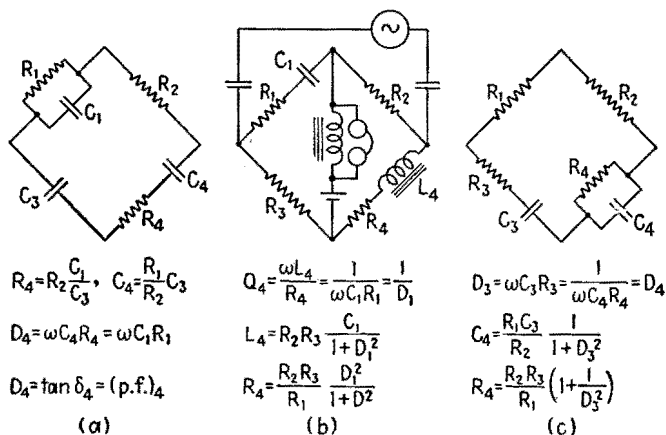 R₁
C₁
R₂
C₃
C₄
R₄
R₄=R₂ C₁/C₃, C₄=R₁/R₂ C₃
D₄=ωC₄R₄=ωC₁R₁
D₄=tan δ₄=(p.f.)₄
(a)
C₁
R₁
R₂
R₃
R₄
L₄
Q₄=ωL₄/R₄=1/ωC₁R₁=1/D₁
L₄=R₂R₃ C₁/1+D₁²
R₄=R₂R₃/R₁ D₁²/1+D²
(b)
R₁
R₂
R₃
R₄
C₃
C₄
D₃=ωC₃R₃=1/ωC₄R₄=D₄
C₄=R₁C₃/R₂ 1/1+D₃²
R₄=R₂R₃/R₁(1+1/D₃²)
(c)